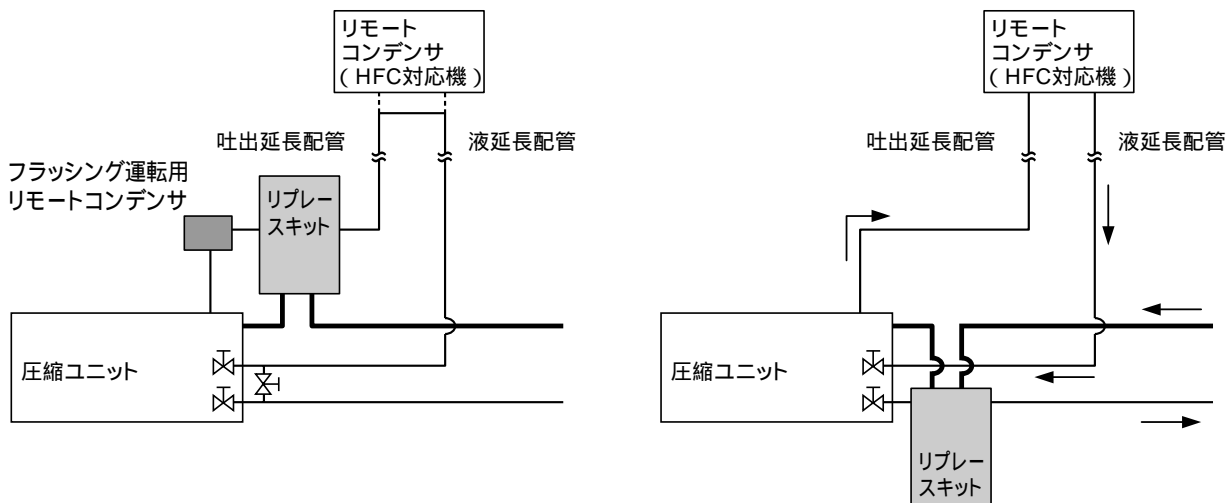 リモート
コンデンサ
(HFC対応機)
吐出延長配管
液延長配管
フラッシング運転用
リモートコンデンサ
リプレー
スキット
圧縮ユニット
リモート
コンデンサ
(HFC対応機)
吐出延長配管
液延長配管
圧縮ユニット
リプレー
スキット